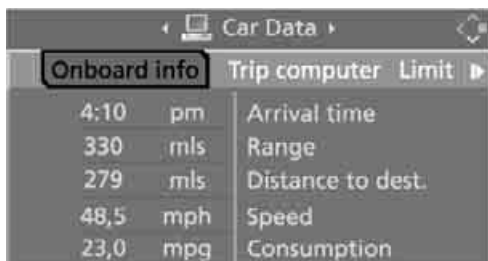 Car Data
Onboard info Trip computer Limit
4:10 pm Arrival time
330 mls Range
279 mls Distance to dest.
48,5 mph Speed
23,0 mpg Consumption